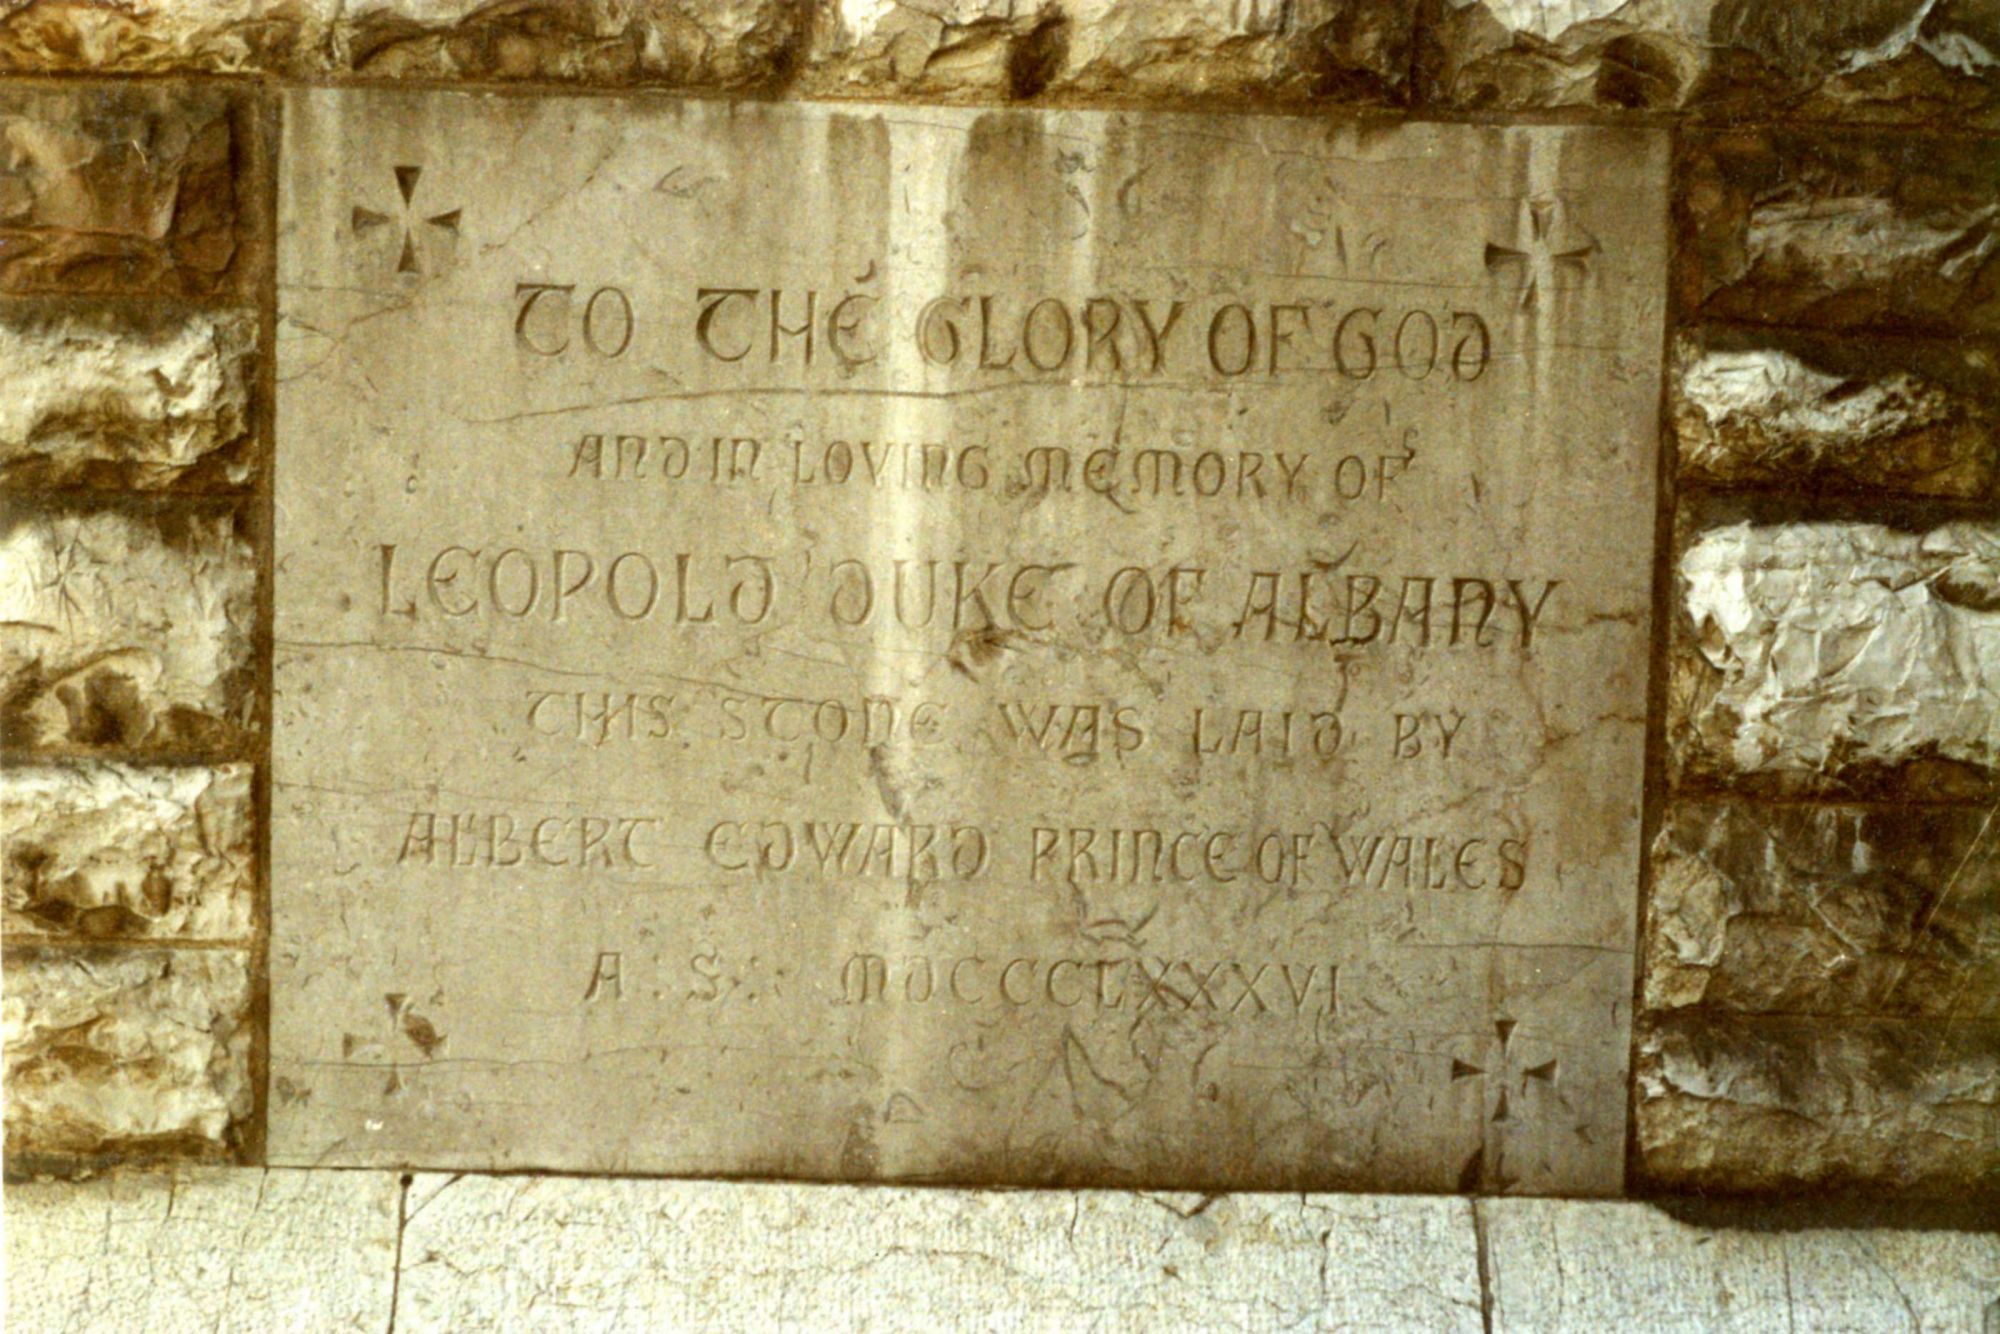 TO THE GLORY OF GOD
AND IN LOVING MEMORY OF
LEOPOLD DUKE OF ALBANY
THIS STONE WAS LAID BY
ALBERT EDWARD PRINCE OF WALES
A. S. MDCCCLXXXVI